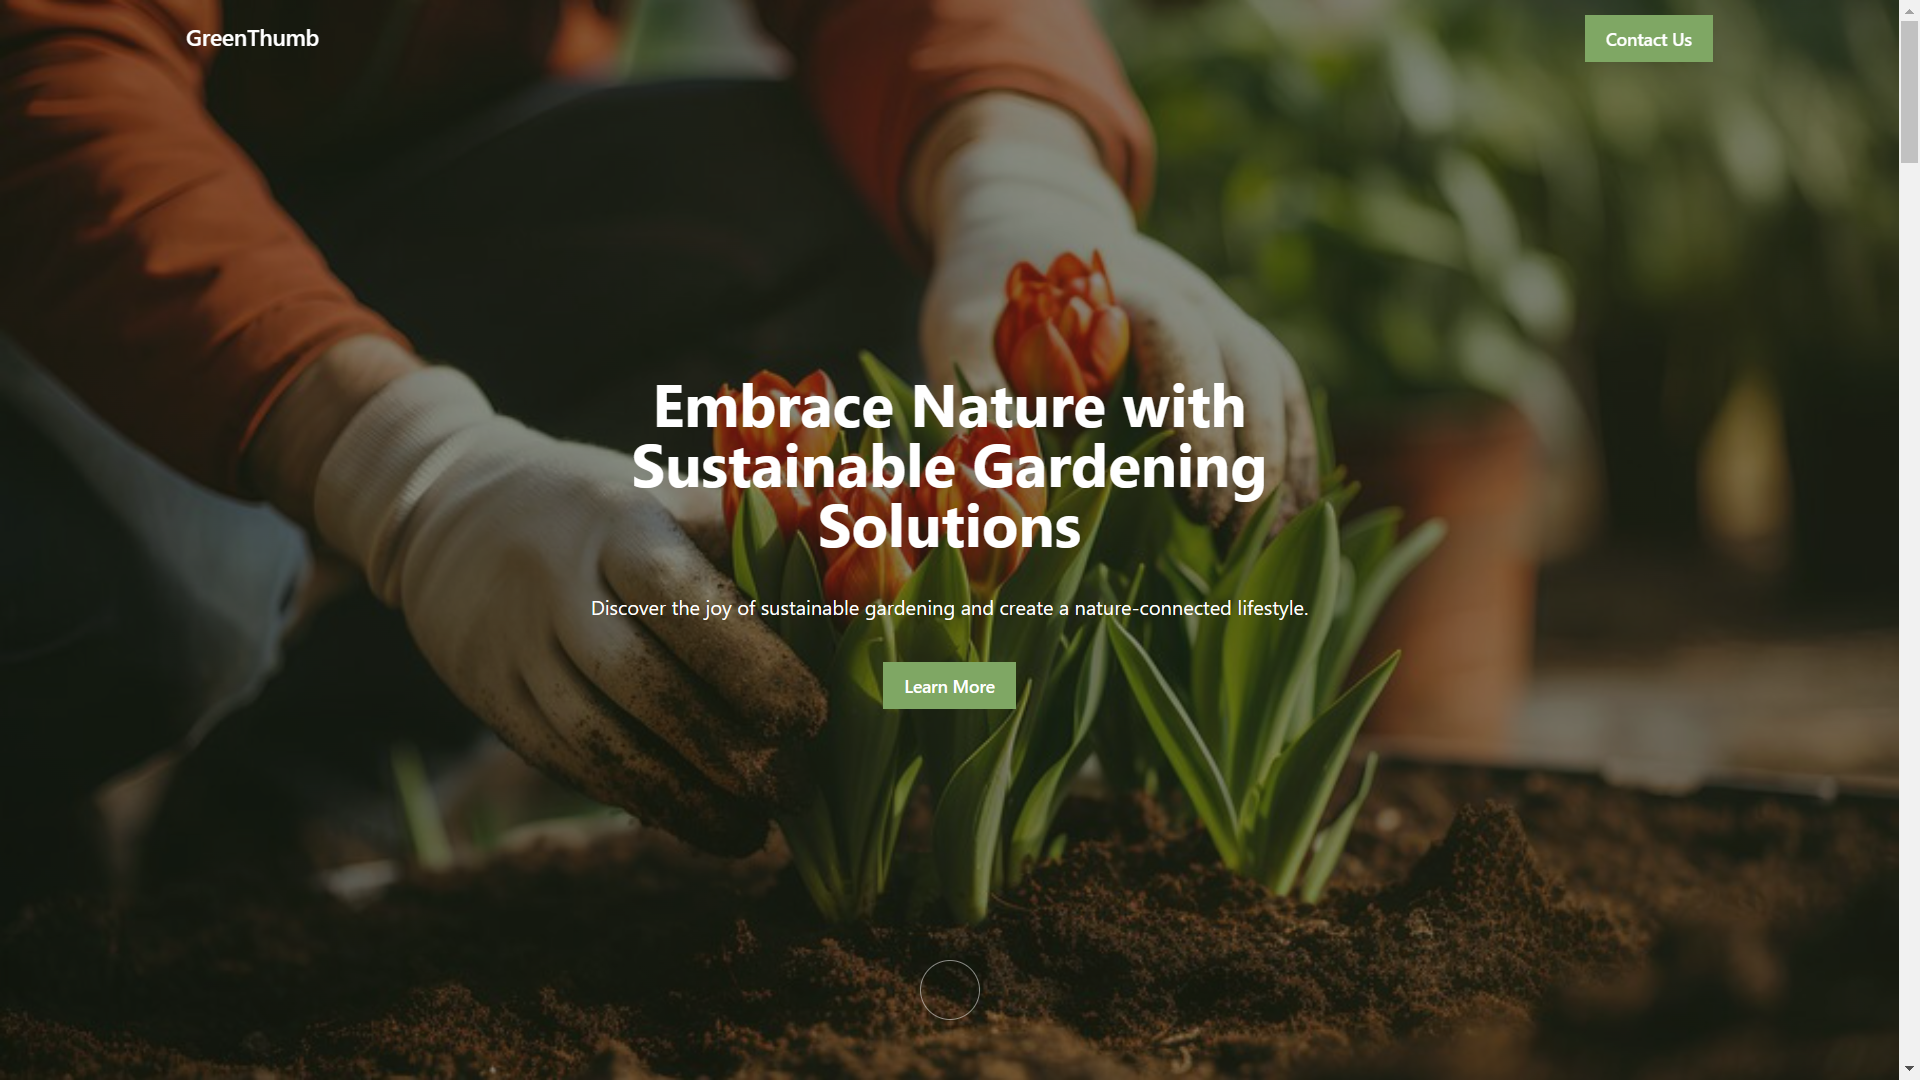 GreenThumb
Contact Us
Embrace Nature with
Sustainable Gardening
Solutions
Discover the joy of sustainable gardening and create a nature-connected lifestyle.
Learn More